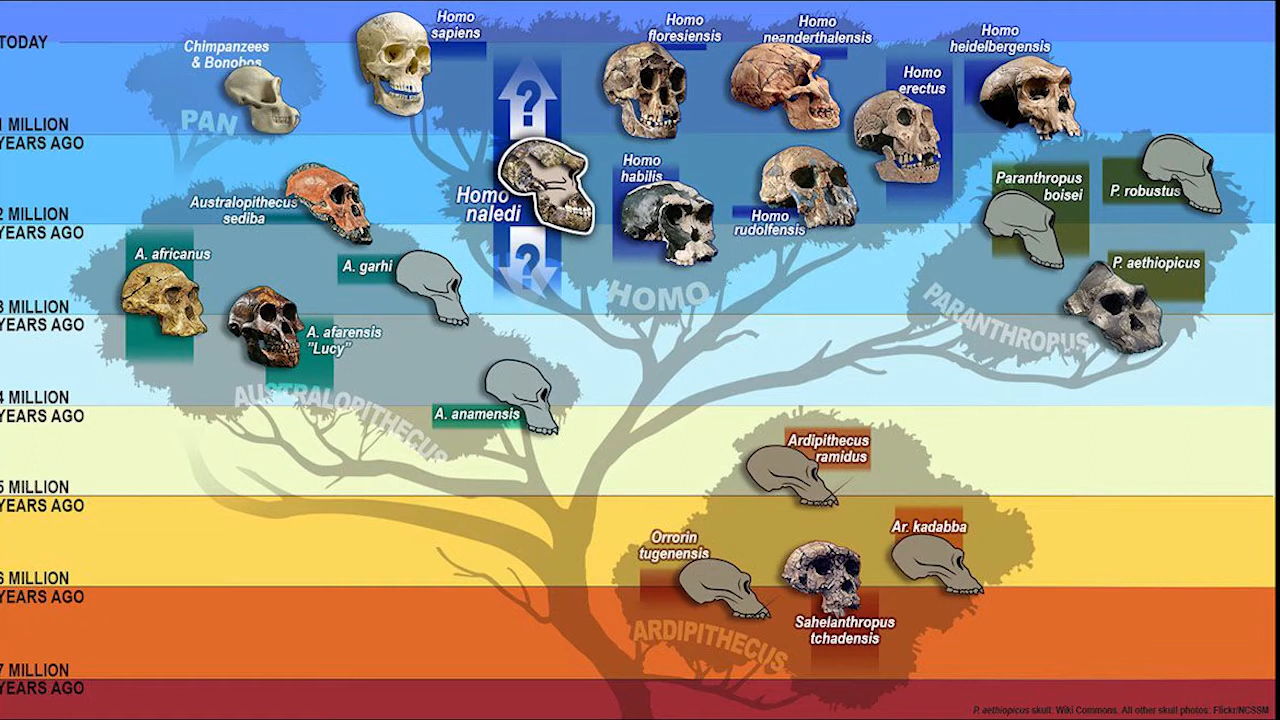 TODAY
Chimpanzees
& Bonobos
PAN
Homo
sapiens
Homo
floresiensis
Homo
neanderthalensis
Homo
heidelbergensis
Homo
erectus
?
1 MILLION
YEARS AGO
Australopithecus
sediba
Homo
naledi
Homo
habilis
Homo
rudolfensis
Paranthropus
boisei
P. robustus
2 MILLION
YEARS AGO
A. africanus
A. garhi
?
HOMO
P. aethiopicus
PARANTHROPUS
3 MILLION
YEARS AGO
A. afarensis
"Lucy"
AUSTRALOPITHECUS
A. anamensis
4 MILLION
YEARS AGO
Ardipithecus
ramidus
5 MILLION
YEARS AGO
Orrorin
tugenensis
Ar. kadabba
6 MILLION
YEARS AGO
Sahelanthropus
tchadensis
ARDIPITHECUS
7 MILLION
YEARS AGO
P. aethiopicus skull: Wiki Commons. All other skull photos: Flickr/NCSSM